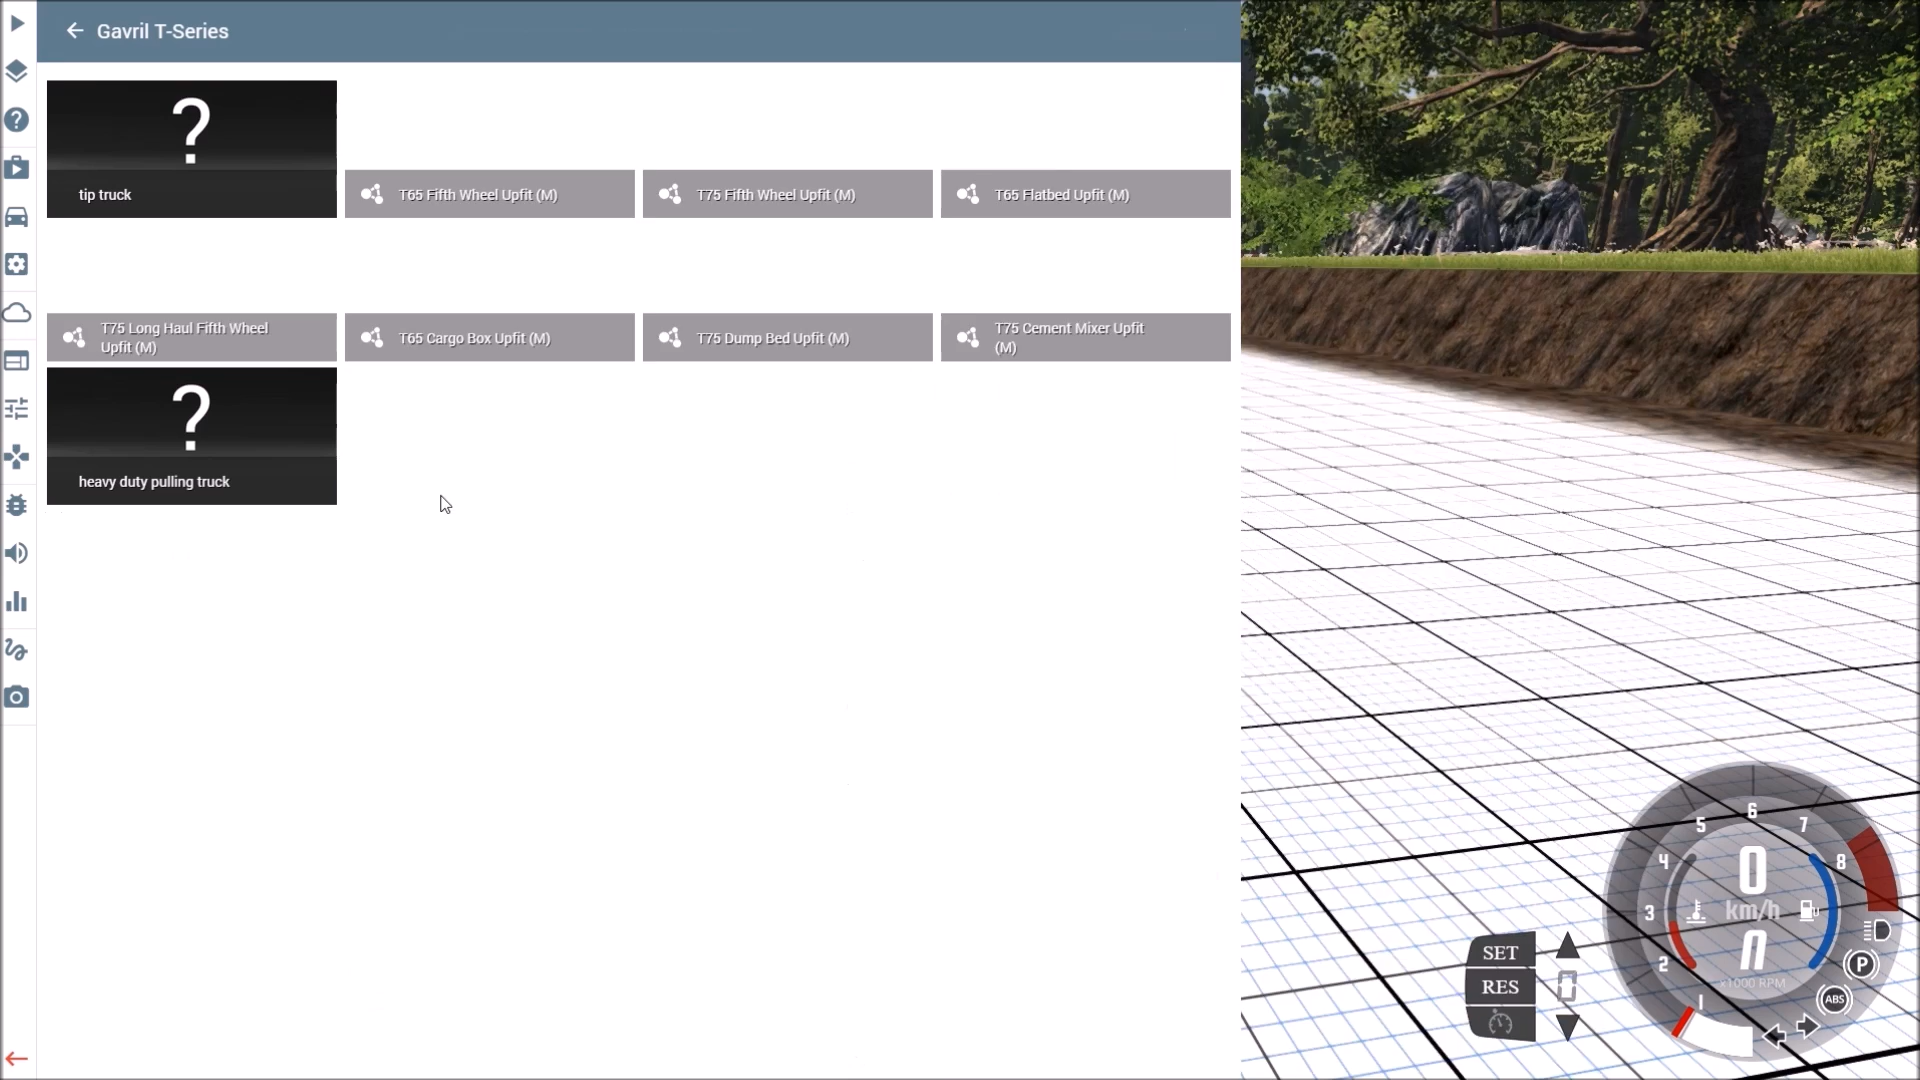 Gavril T-Series
?
tip truck
T65 Fifth Wheel Upfit (M)
T75 Fifth Wheel Upfit (M)
T65 Flatbed Upfit (M)
T75 Long Haul Fifth Wheel
Upfit (M)
T65 Cargo Box Upfit (M)
T75 Dump Bed Upfit (M)
T75 Cement Mixer Upfit
(M)
?
heavy duty pulling truck
1
2
3
4
5
6
7
8
0
km/h
n
x1000 RPM
P
ABS
SET
RES
0